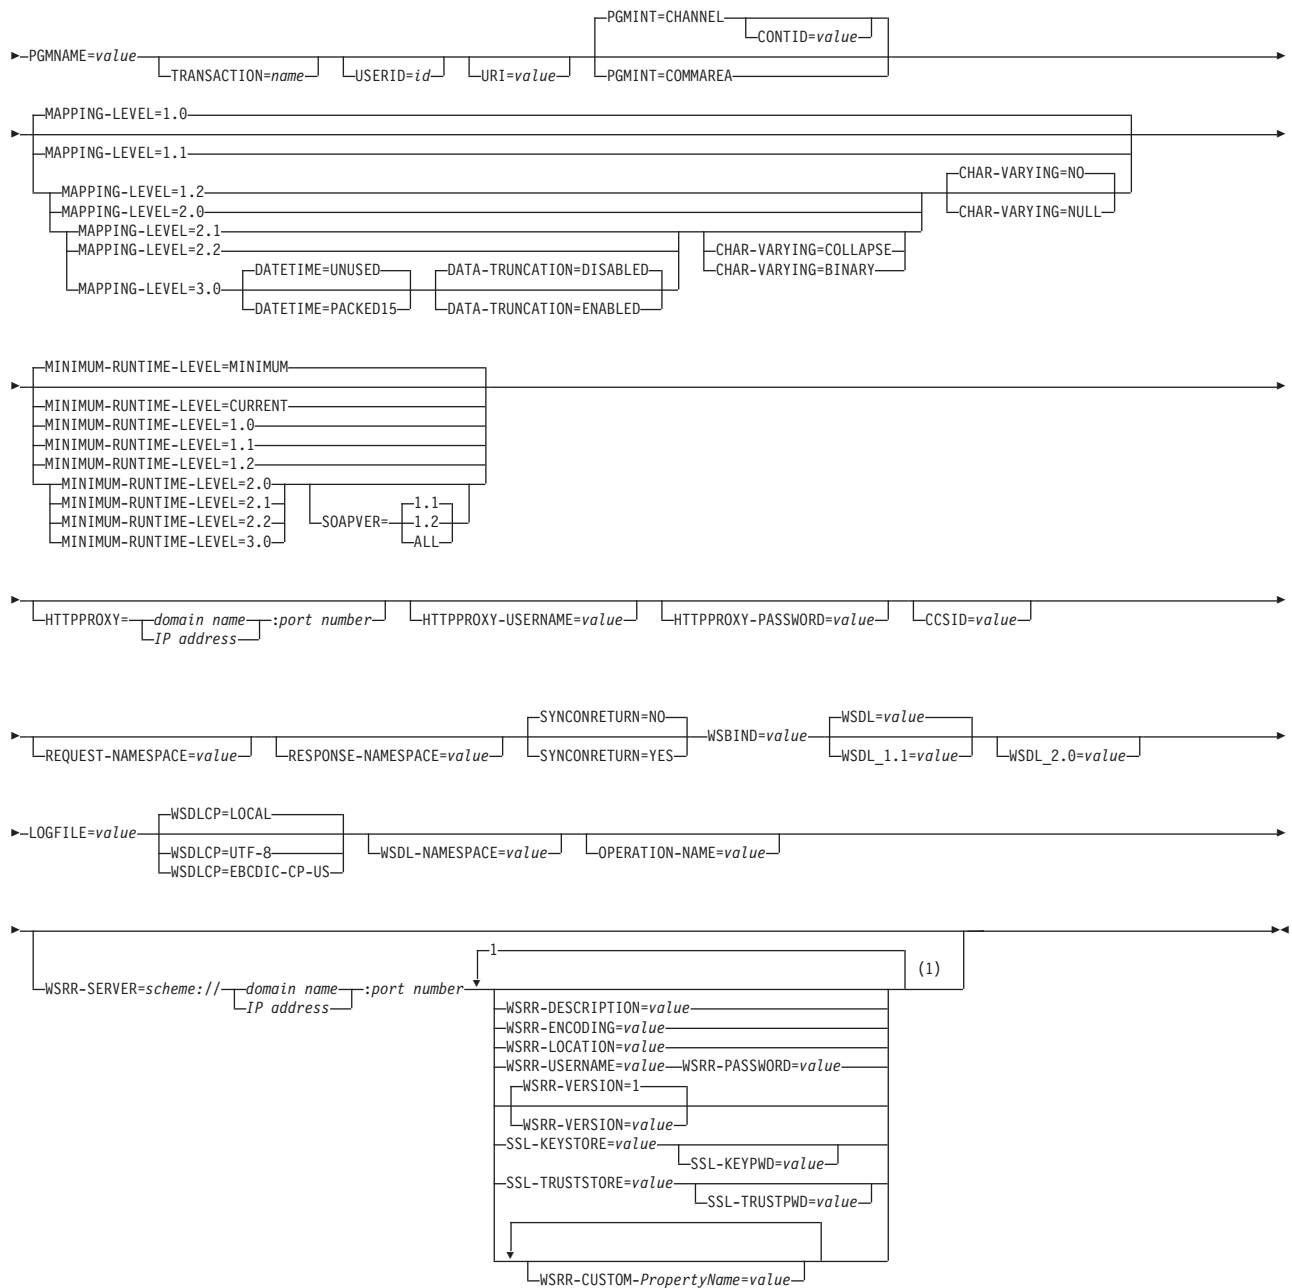 PGMINT=CHANNEL
CONTID=value
PGMNAME=value
TRANSACTION=name USERID=id URI=value PGMINT=COMMAREA
MAPPING-LEVEL=1.0
MAPPING-LEVEL=1.1
CHAR-VARYING=NO
MAPPING-LEVEL=1.2
MAPPING-LEVEL=2.0 CHAR-VARYING=NULL
MAPPING-LEVEL=2.1
MAPPING-LEVEL=2.2 CHAR-VARYING=COLLAPSE
DATETIME=UNUSED DATA-TRUNCATION=DISABLED CHAR-VARYING=BINARY
MAPPING-LEVEL=3.0
DATETIME=PACKED15 DATA-TRUNCATION=ENABLED
MINIMUM-RUNTIME-LEVEL=MINIMUM
MINIMUM-RUNTIME-LEVEL=CURRENT
MINIMUM-RUNTIME-LEVEL=1.0
MINIMUM-RUNTIME-LEVEL=1.1
MINIMUM-RUNTIME-LEVEL=1.2
MINIMUM-RUNTIME-LEVEL=2.0
MINIMUM-RUNTIME-LEVEL=2.1 1.1
MINIMUM-RUNTIME-LEVEL=2.2 SOAPVER= 1.2
MINIMUM-RUNTIME-LEVEL=3.0 ALL
HTTPPROXY= domain name :port number HTTPPROXY-USERNAME=value HTTPPROXY-PASSWORD=value CCSID=value
IP address
SYNCONRETURN=NO WSDL=value
WSBIND=value
REQUEST-NAMESPACE=value RESPONSE-NAMESPACE=value SYNCONRETURN=YES WSDL_1.1=value WSDL_2.0=value
WSDLCP=LOCAL
LOGFILE=value
WSDLCP=UTF-8 WSDL-NAMESPACE=value OPERATION-NAME=value
WSDLCP=EBCDIC-CP-US
1
(1)
WSRR-SERVER=scheme:// domain name :port number
IP address
WSRR-DESCRIPTION=value
WSRR-ENCODING=value
WSRR-LOCATION=value
WSRR-USERNAME=value WSRR-PASSWORD=value
WSRR-VERSION=1
WSRR-VERSION=value
SSL-KEYSTORE=value
SSL-KEYPWD=value
SSL-TRUSTSTORE=value
SSL-TRUSTPWD=value
WSRR-CUSTOM-PropertyName=value